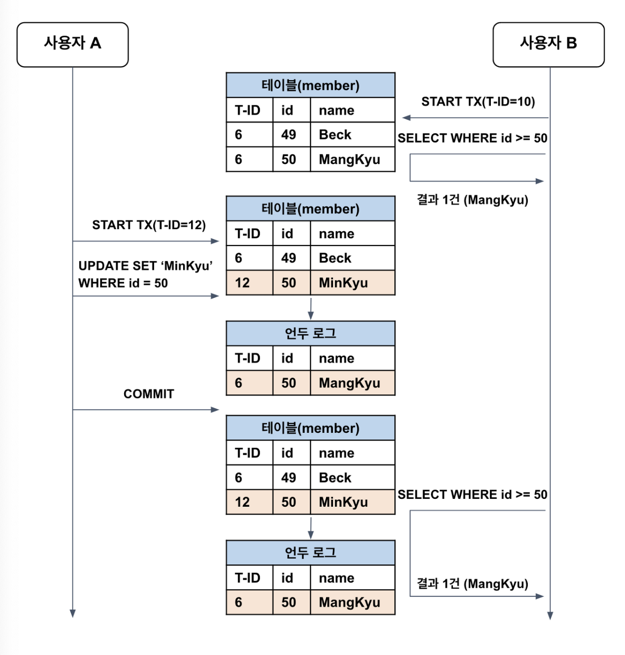 사용자 A
사용자 B
테이블(member)
T-ID id name
6 49 Beck
6 50 MangKyu
START TX(T-ID=10)
SELECT WHERE id >= 50
결과 1건 (MangKyu)
START TX(T-ID=12)
UPDATE SET ‘MinKyu’
WHERE id = 50
테이블(member)
T-ID id name
6 49 Beck
12 50 MinKyu
언두 로그
T-ID id name
6 50 MangKyu
COMMIT
테이블(member)
T-ID id name
6 49 Beck
12 50 MinKyu
SELECT WHERE id >= 50
언두 로그
T-ID id name
6 50 MangKyu
결과 1건 (MangKyu)